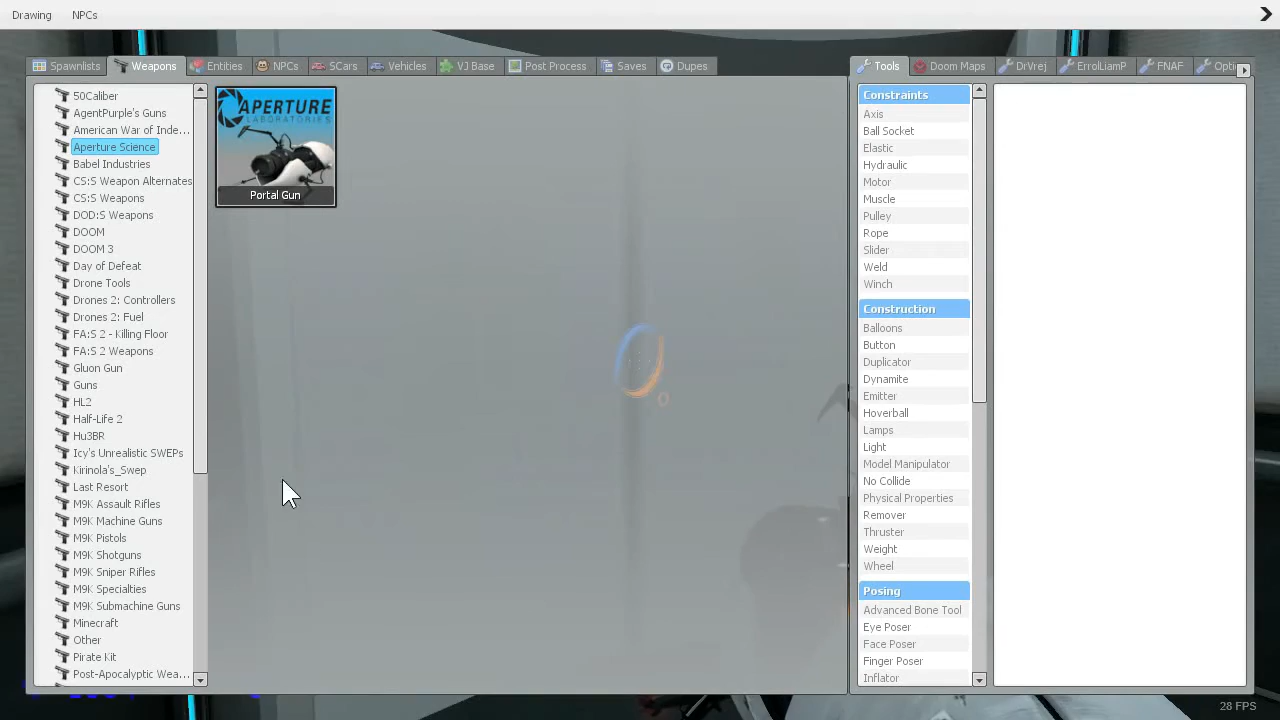 Drawing NPCs
Spawnlists Weapons Entities NPCs SCars Vehicles VJ Base Post Process Saves Dupes
Tools Doom Maps DrVrej ErrolLiamP FNAF Opti
50Caliber
AgentPurple's Guns
American War of Inde...
Aperture Science
Babel Industries
CS:S Weapon Alternates
CS:S Weapons
DOD:S Weapons
DOOM
DOOM 3
Day of Defeat
Drone Tools
Drones 2: Controllers
Drones 2: Fuel
FA:S 2 - Killing Floor
FA:S 2 Weapons
Gluon Gun
Guns
HL2
Half-Life 2
Hu3BR
Icy's Unrealistic SWEPs
Kirinola's_Swep
Last Resort
M9K Assault Rifles
M9K Machine Guns
M9K Pistols
M9K Shotguns
M9K Sniper Rifles
M9K Specialties
M9K Submachine Guns
Minecraft
Other
Pirate Kit
Post-Apocalyptic Wea...
APERTURE
LABORATORIES
Portal Gun
Constraints
Axis
Ball Socket
Elastic
Hydraulic
Motor
Muscle
Pulley
Rope
Slider
Weld
Winch
Construction
Balloons
Button
Duplicator
Dynamite
Emitter
Hoverball
Lamps
Light
Model Manipulator
No Collide
Physical Properties
Remover
Thruster
Weight
Wheel
Posing
Advanced Bone Tool
Eye Poser
Face Poser
Finger Poser
Inflator
28 FPS